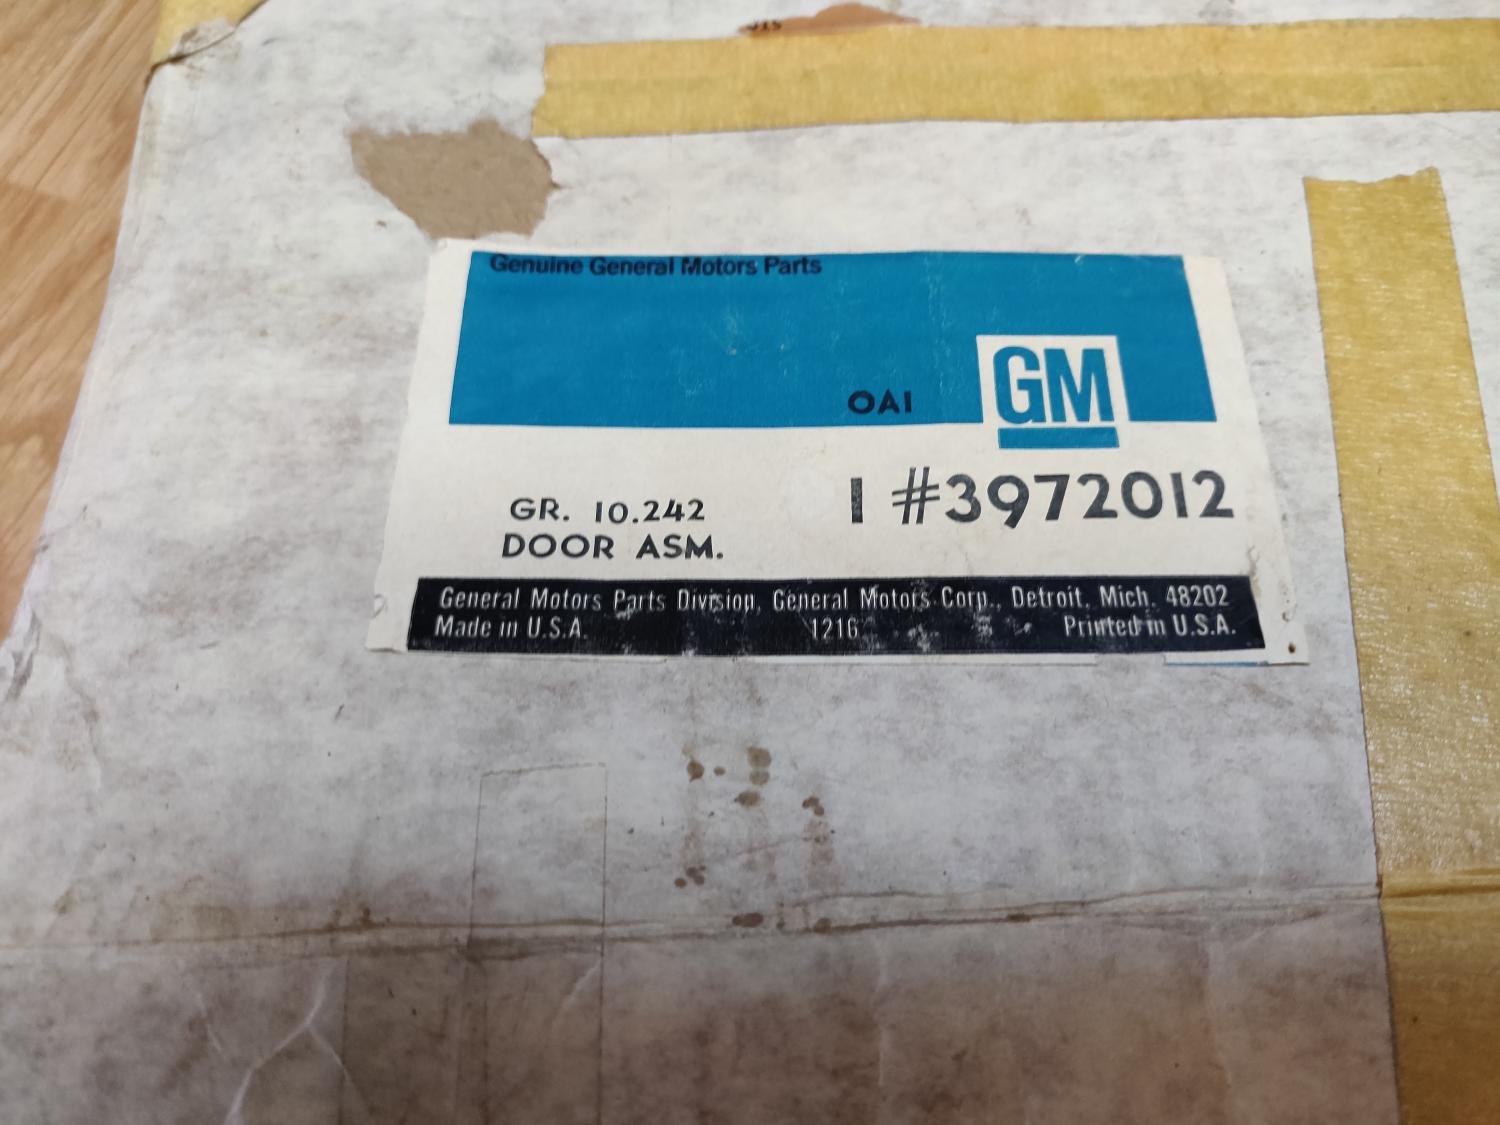 Genuine General Motors Parts
OAI
GM
1 #3972012
GR. 10.242
DOOR ASM.
General Motors Parts Division, General Motors Corp., Detroit, Mich. 48202
Made in U.S.A. 1216 Printed in U.S.A.